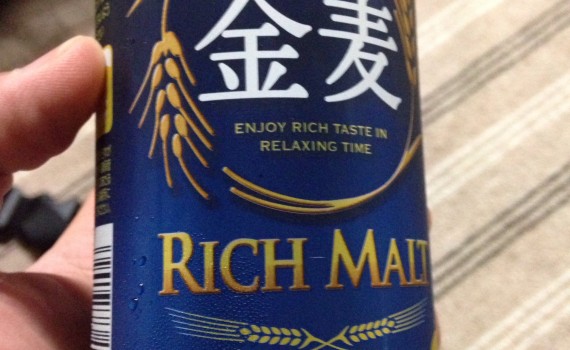 金麦
ENJOY RICH TASTE IN
RELAXING TIME
RICH MALT